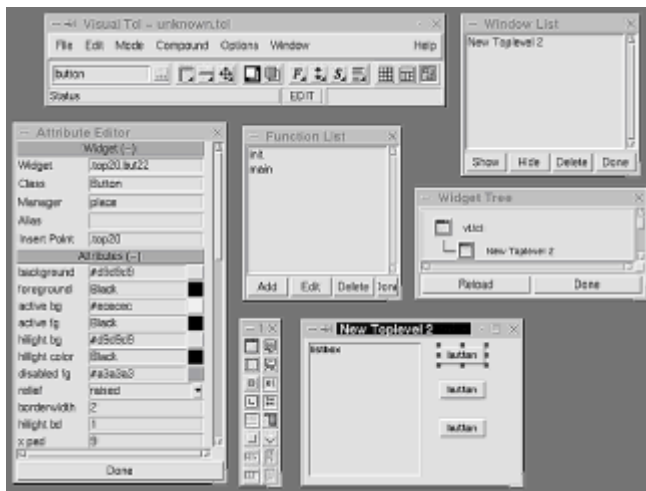 Visual Tcl - unknown.tcl
File Edit Mode Compound Options Window Help
button
Status EDIT
Window List
New Toplevel 2
Show Hide Delete Done
Attribute Editor
Widget (--)
Widget .top20.but22
Class Button
Manager place
Alias
Insert Point .top20
Attributes (--)
background #d9d9d9
foreground Black
active bg #ececec
active fg Black
hilight bg #d9d9d9
hilight color Black
disabled fg #a3a3a3
relief raised
borderwidth 2
hilight bd 1
x pad 9
Done
Function List
init
main
Add Edit Delete Done
Widget Tree
vtcl
New Toplevel 2
Reload Done
New Toplevel 2
listbox
button
button
button